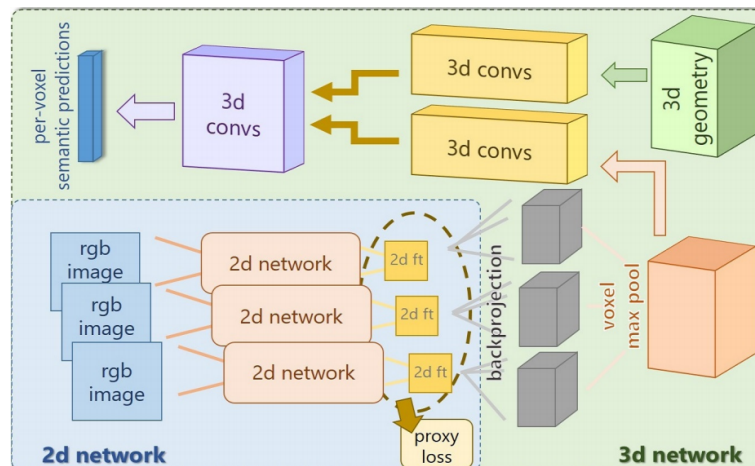 per-voxel
semantic predictions
3d
convs
3d convs
3d convs
3d
geometry
rgb
image
rgb
image
rgb
image
2d network
2d network
2d network
2d ft
2d ft
2d ft
backprojection
voxel
max pool
proxy
loss
2d network
3d network